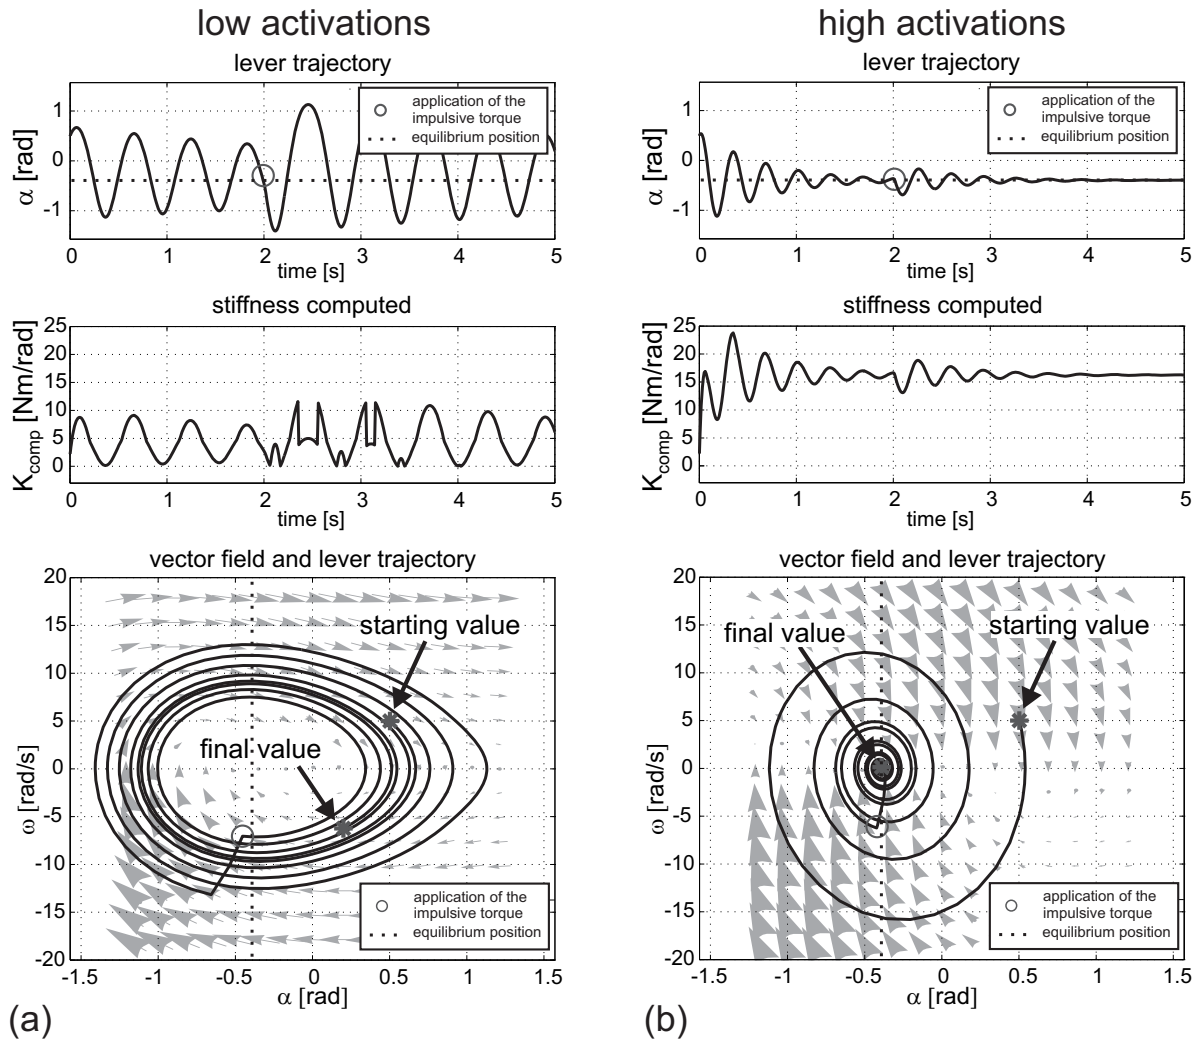 low activations
lever trajectory
1
0
-1
α [rad]
application of the
impulsive torque
equilibrium position
0 1 2 3 4 5
time [s]
stiffness computed
25
20
15
10
5
0
Kcomp [Nm/rad]
0 1 2 3 4 5
time [s]
vector field and lever trajectory
20
15
10
5
0
-5
-10
-15
-20
ω [rad/s]
starting value
final value
application of the
impulsive torque
equilibrium position
-1.5 -1 -0.5 0 0.5 1 1.5
α [rad]
(a)
high activations
lever trajectory
1
0
-1
α [rad]
application of the
impulsive torque
equilibrium position
0 1 2 3 4 5
time [s]
stiffness computed
25
20
15
10
5
0
Kcomp [Nm/rad]
0 1 2 3 4 5
time [s]
vector field and lever trajectory
20
15
10
5
0
-5
-10
-15
-20
ω [rad/s]
final value
starting value
application of the
impulsive torque
equilibrium position
-1.5 -1 -0.5 0 0.5 1 1.5
α [rad]
(b)